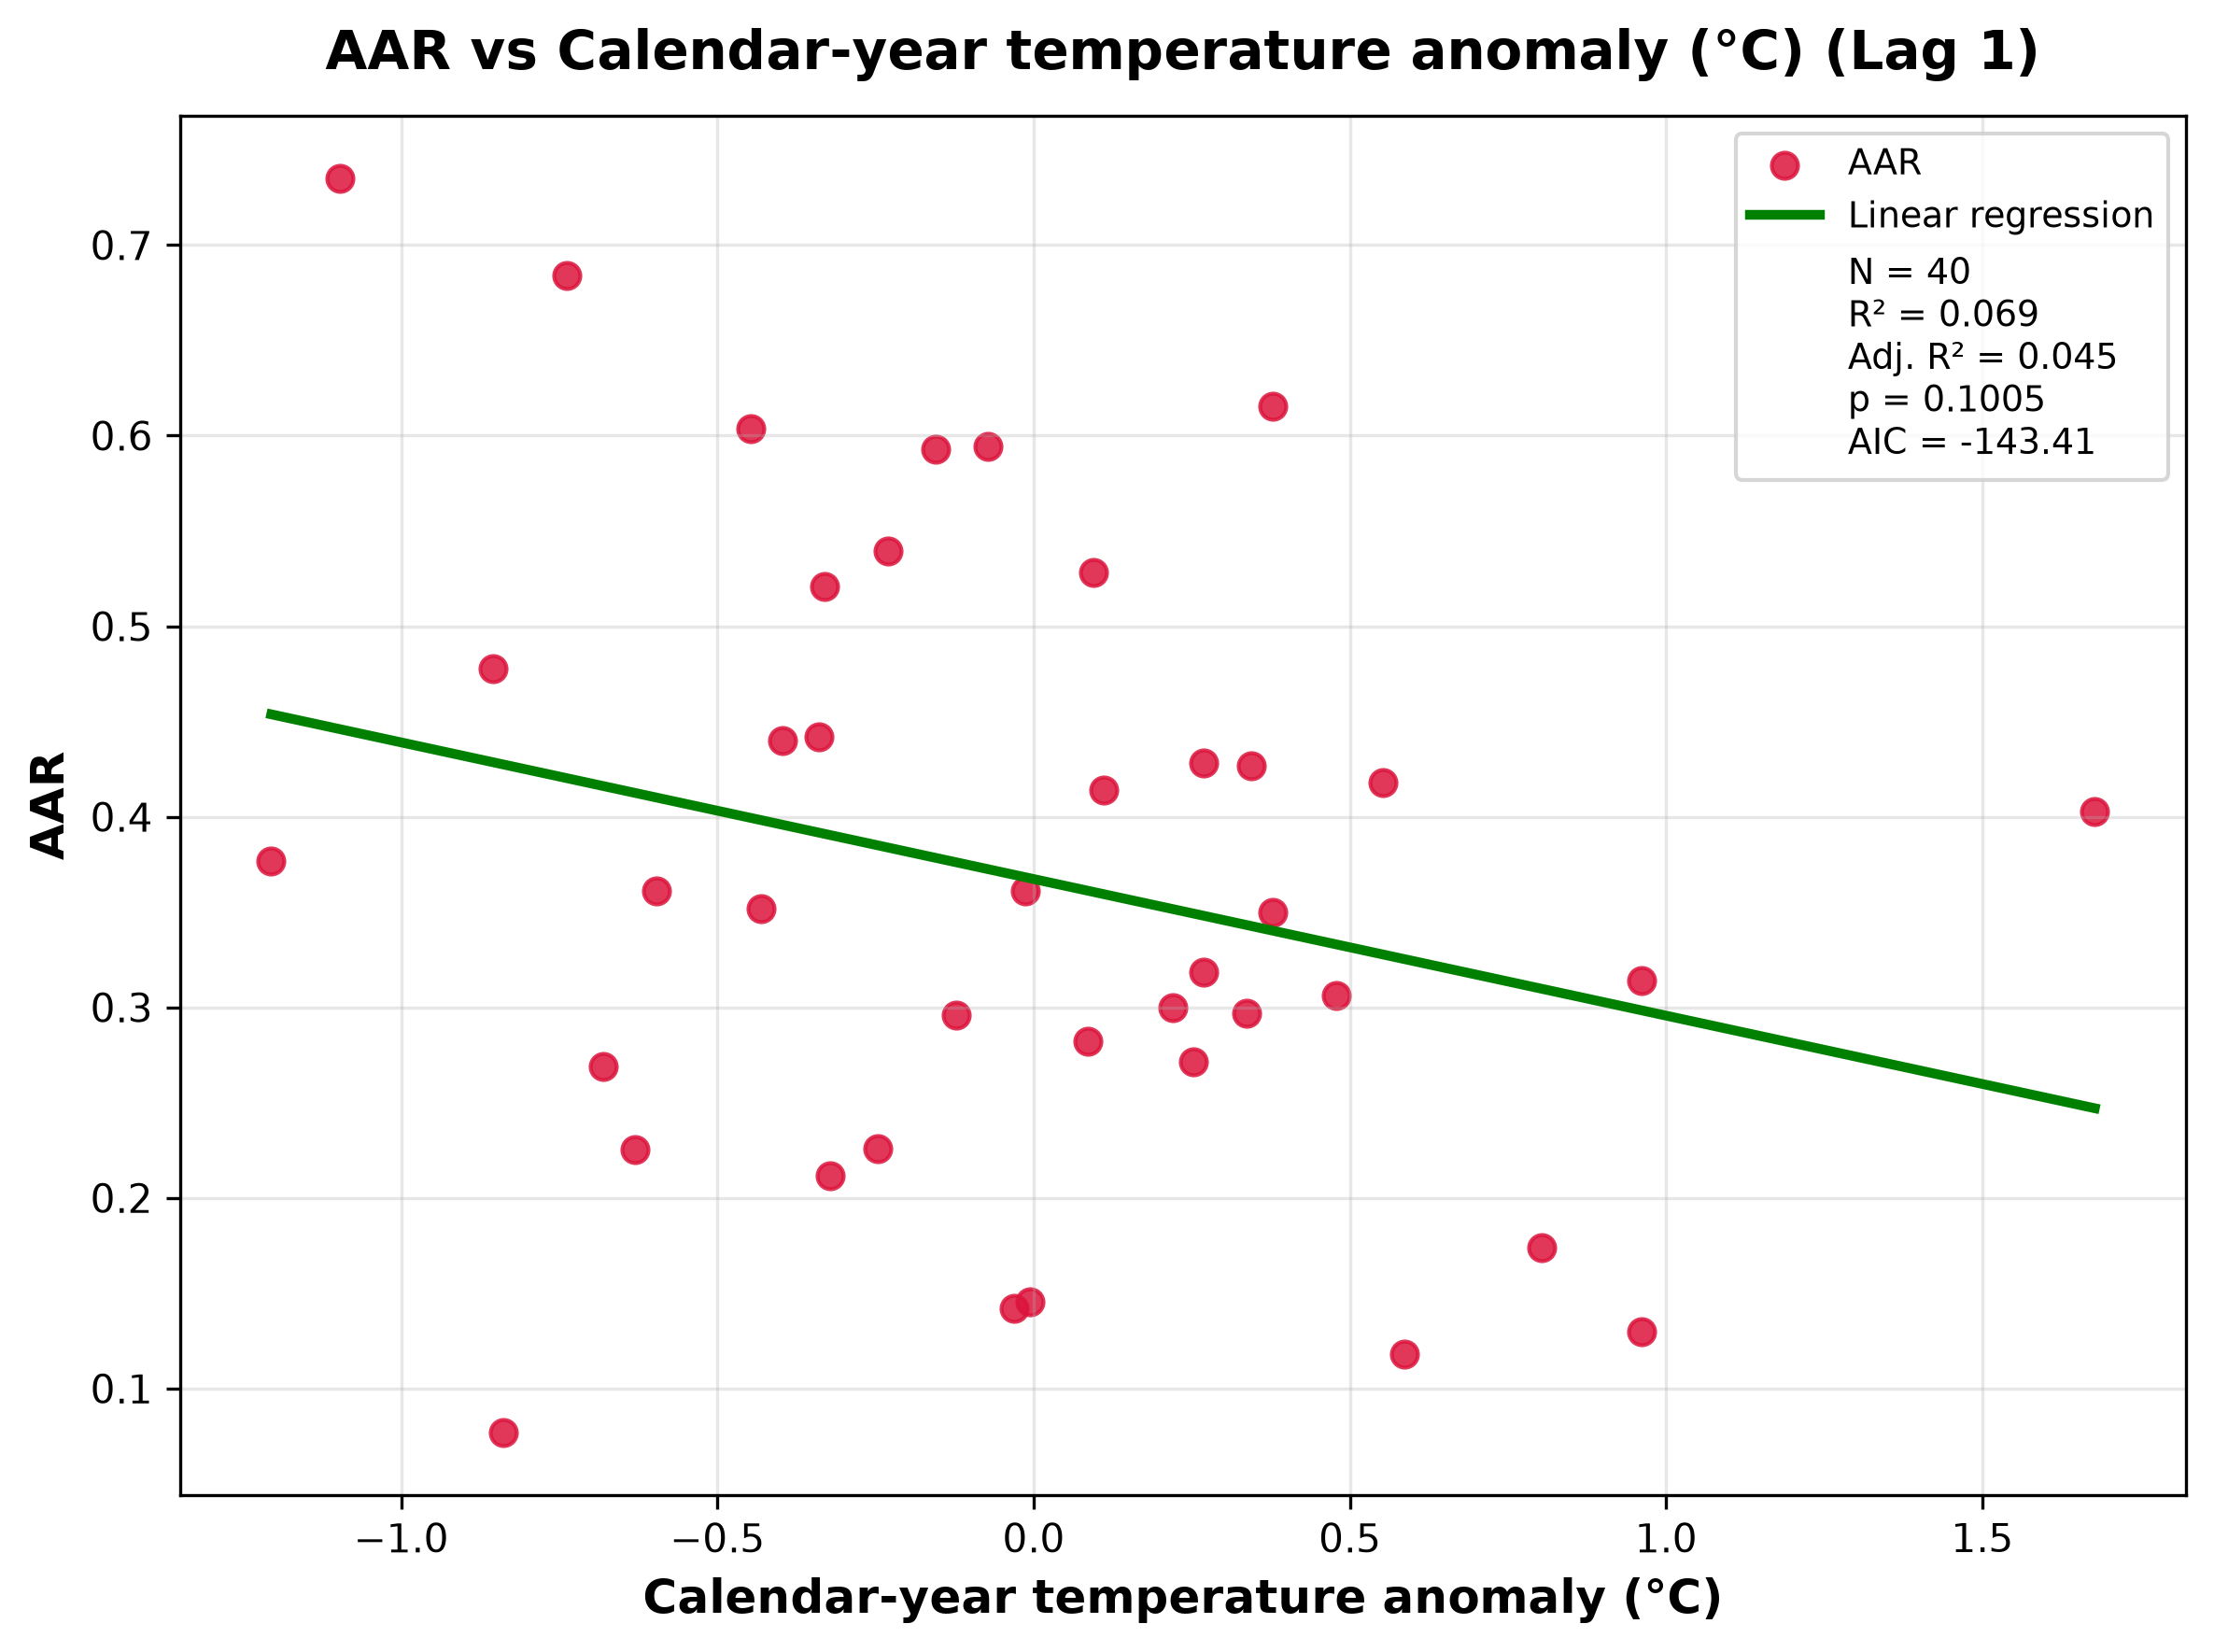 AAR vs Calendar-year temperature anomaly (°C) (Lag 1)
AAR
Linear regression
N = 40
R² = 0.069
Adj. R² = 0.045
p = 0.1005
AIC = -143.41
AAR
0.7
0.6
0.5
0.4
0.3
0.2
0.1
−1.0
−0.5
0.0
0.5
1.0
1.5
Calendar-year temperature anomaly (°C)